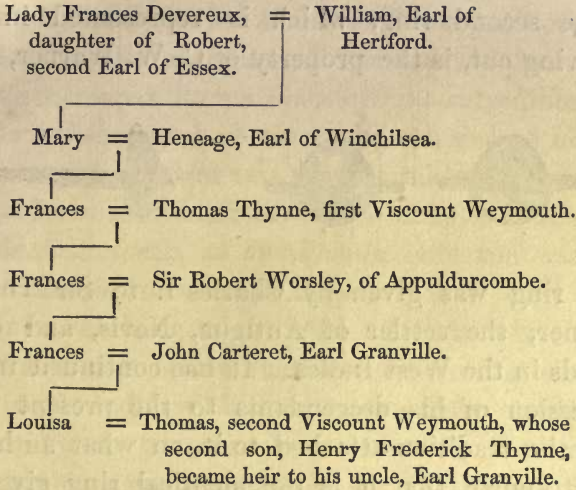 Lady Frances Devereux, = William, Earl of
daughter of Robert, Hertford.
second Earl of Essex.
Mary = Heneage, Earl of Winchilsea.
Frances = Thomas Thynne, first Viscount Weymouth.
Frances = Sir Robert Worsley, of Appuldurcombe.
Frances = John Carteret, Earl Granville.
Louisa = Thomas, second Viscount Weymouth, whose
second son, Henry Frederick Thynne,
became heir to his uncle, Earl Granville.